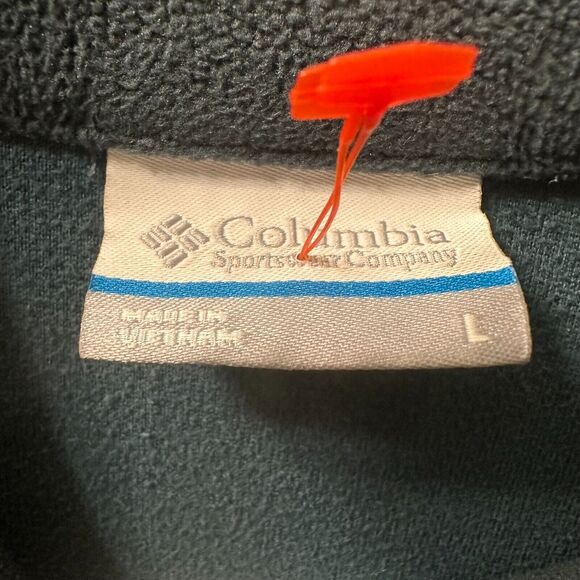 Columbia
Sportswear Company
MADE IN
VIETNAM
L